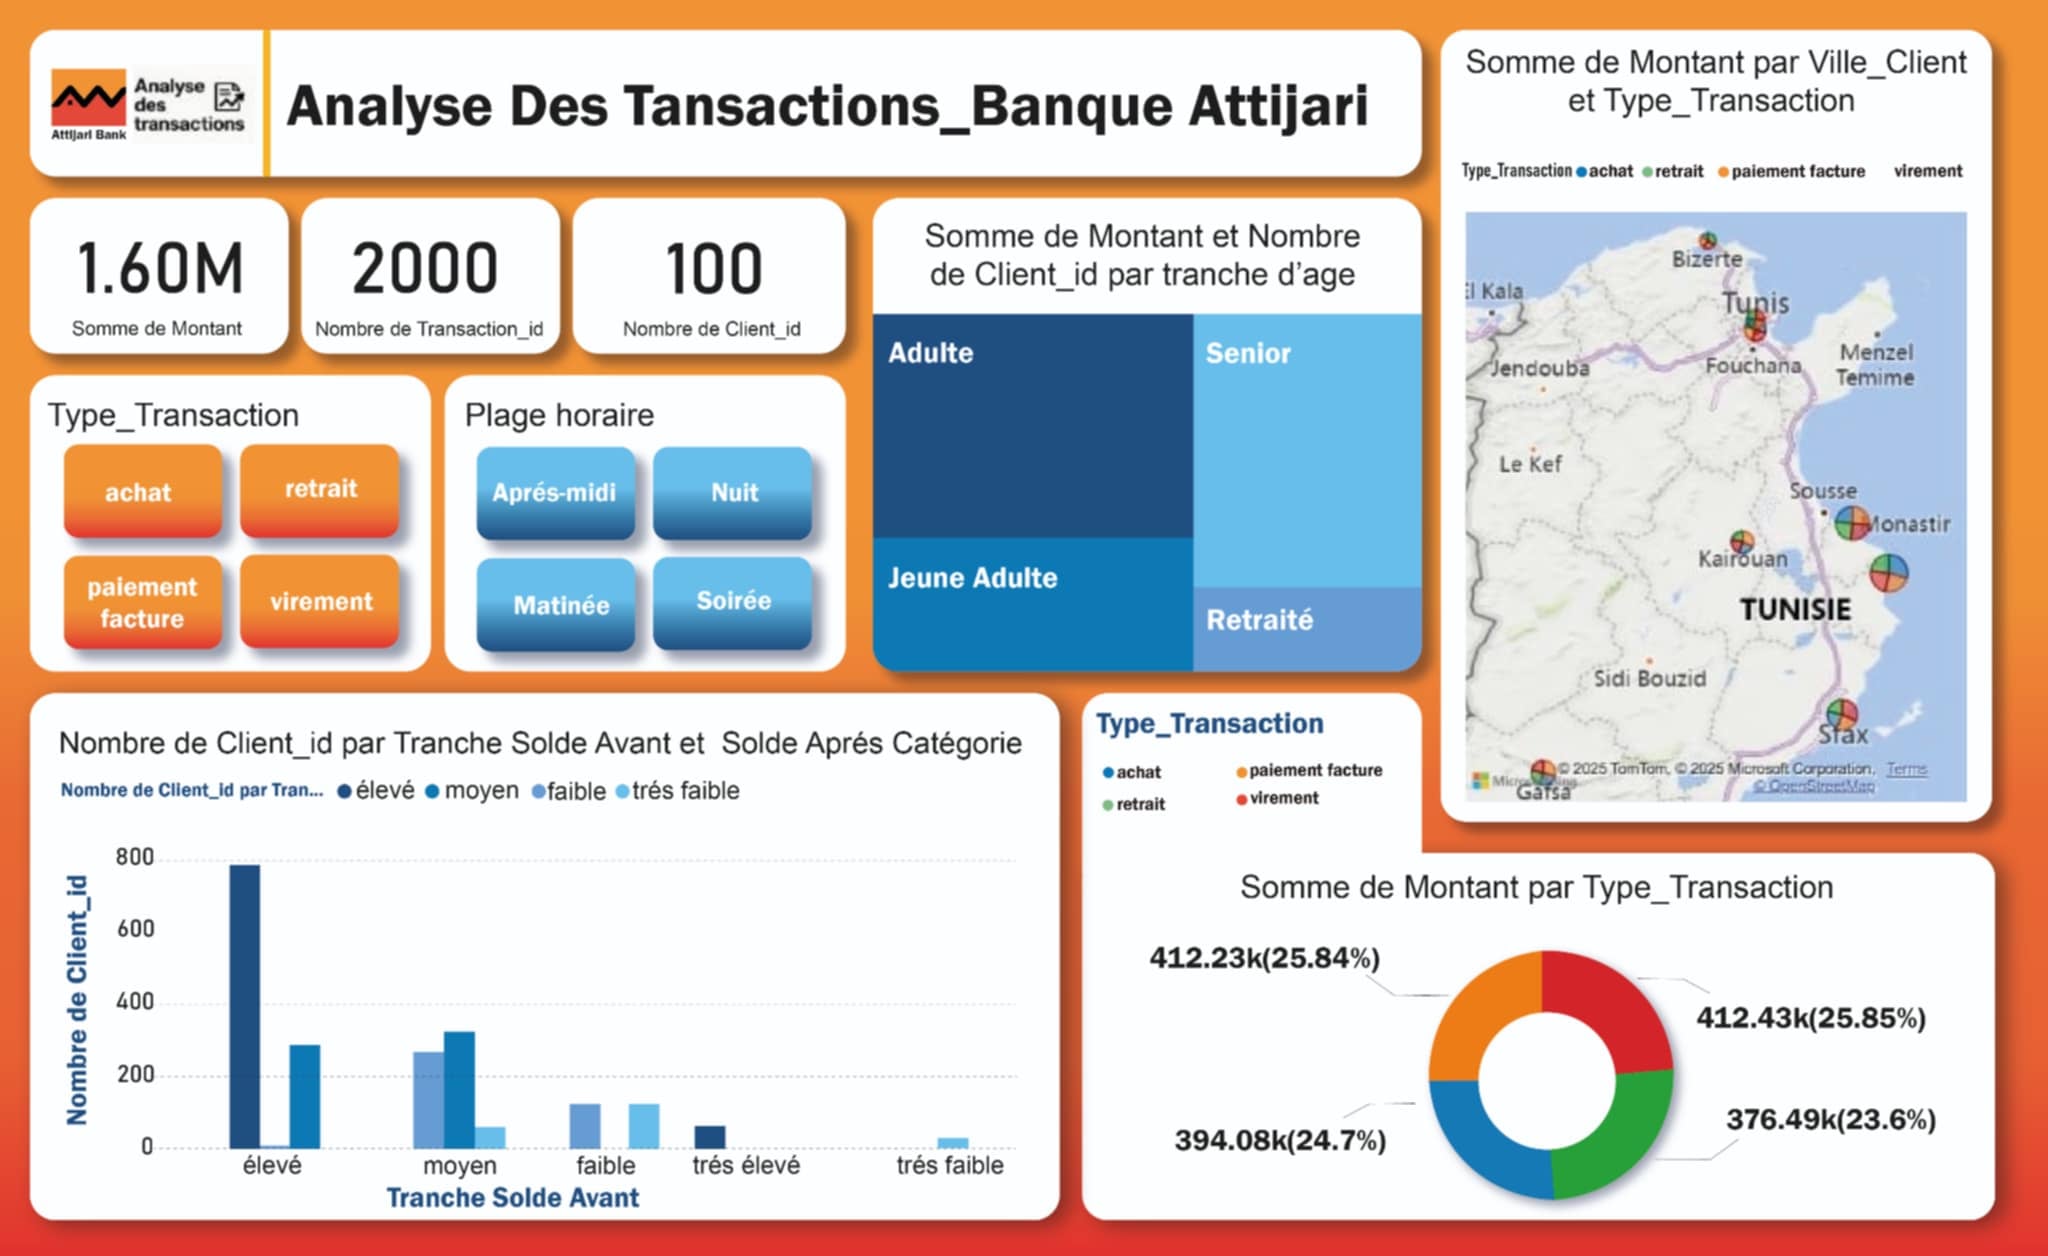 Analyse
des
transactions
Attijari Bank
Analyse Des Tansactions_Banque Attijari
1.60M
Somme de Montant
2000
Nombre de Transaction_id
100
Nombre de Client_id
Type_Transaction
achat
retrait
paiement
facture
virement
Plage horaire
Aprés-midi
Nuit
Matinée
Soirée
Somme de Montant et Nombre
de Client_id par tranche d’age
Adulte
Senior
Jeune Adulte
Retraité
Somme de Montant par Ville_Client
et Type_Transaction
Type_Transaction achat retrait paiement facture virement
Bizerte
El Kala
Tunis
Jendouba
Fouchana
Menzel
Temime
Le Kef
Sousse
Monastir
Kairouan
TUNISIE
Sidi Bouzid
Sfax
© 2025 TomTom, © 2025 Microsoft Corporation, Terms
© OpenStreetMap
Gafsa
Nombre de Client_id par Tranche Solde Avant et Solde Aprés Catégorie
Nombre de Client_id par Tran... élevé moyen faible trés faible
Nombre de Client_id
800
600
400
200
0
élevé moyen faible trés élevé trés faible
Tranche Solde Avant
Type_Transaction
achat paiement facture
retrait virement
Somme de Montant par Type_Transaction
412.23k(25.84%)
412.43k(25.85%)
376.49k(23.6%)
394.08k(24.7%)